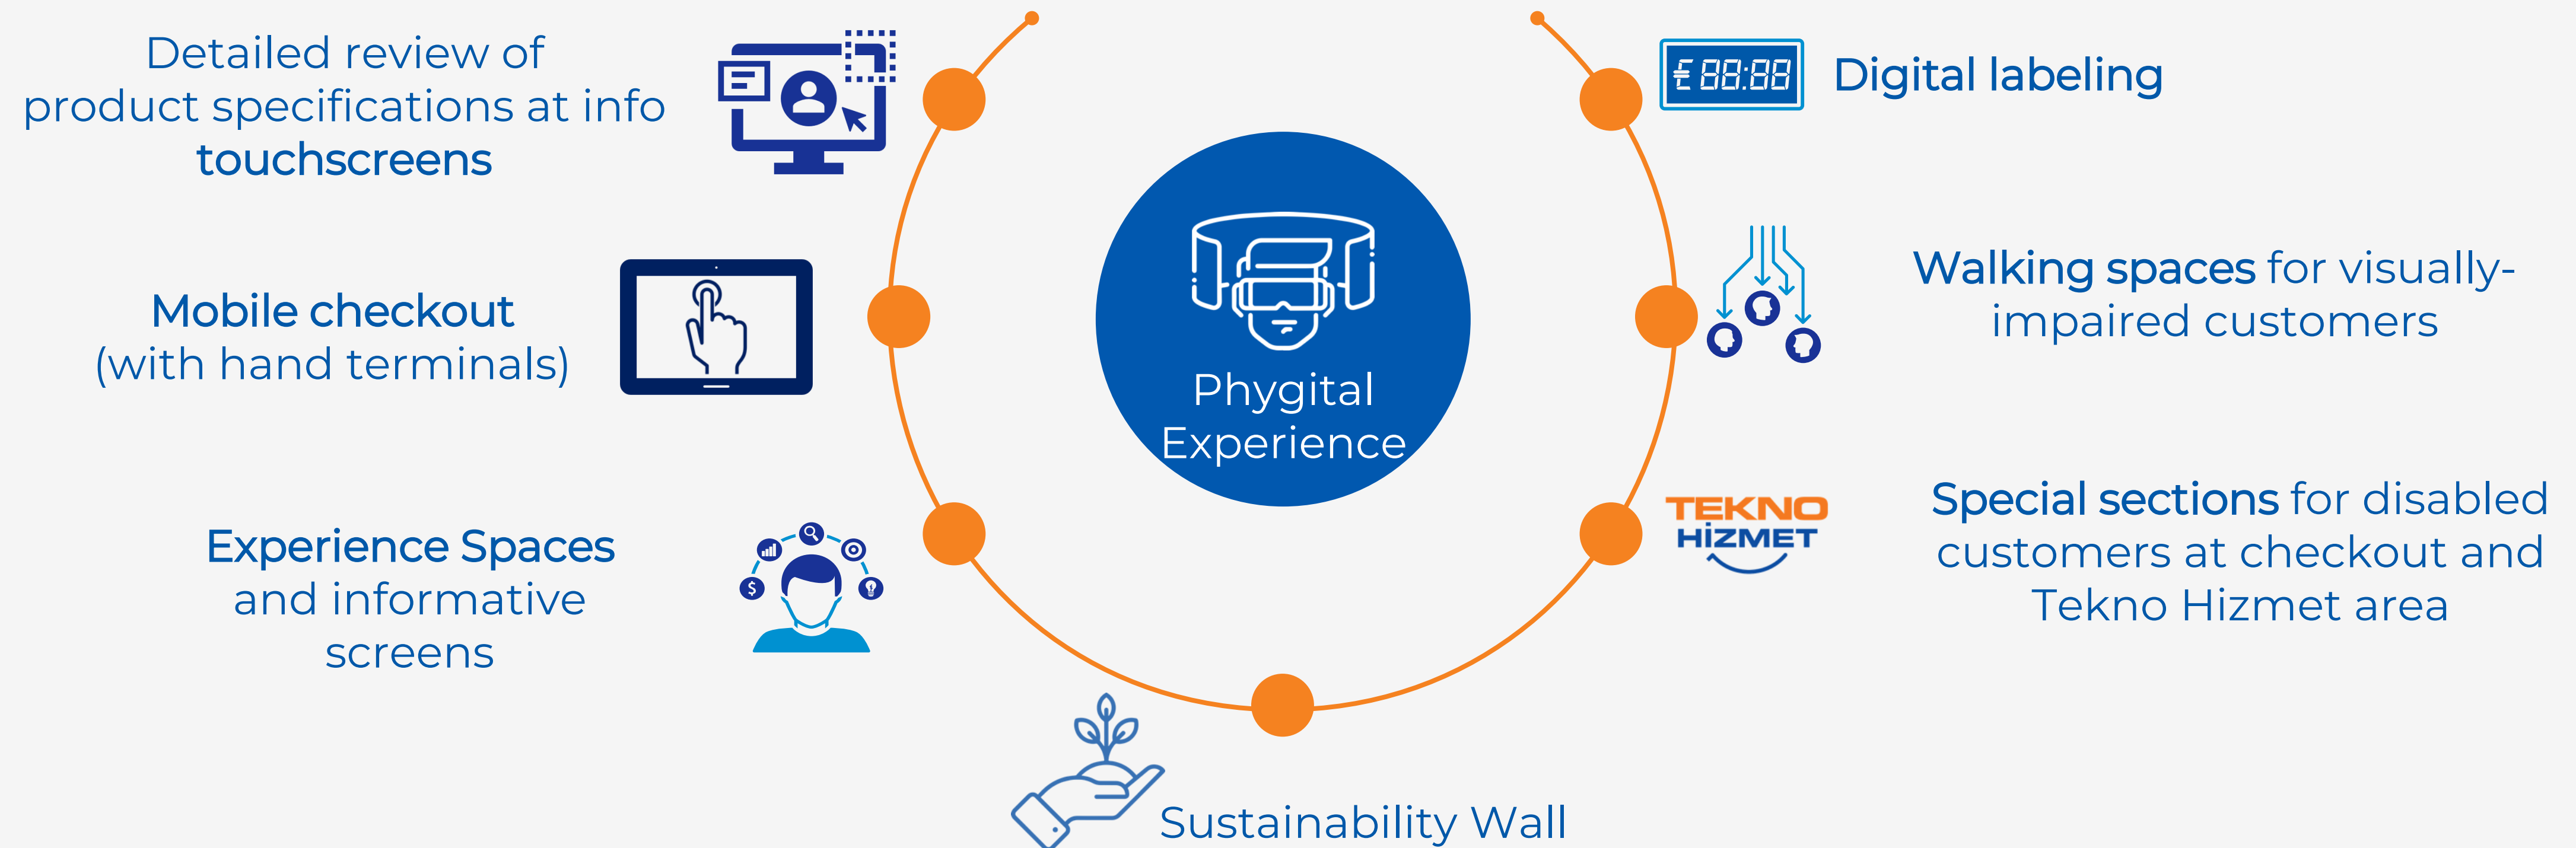 Detailed review of
product specifications at info
touchscreens
Mobile checkout
(with hand terminals)
Experience Spaces
and informative
screens
Phygital
Experience
Sustainability Wall
£ 88:88
Digital labeling
Walking spaces for visually-
impaired customers
TEKNO
HİZMET
Special sections for disabled
customers at checkout and
Tekno Hizmet area